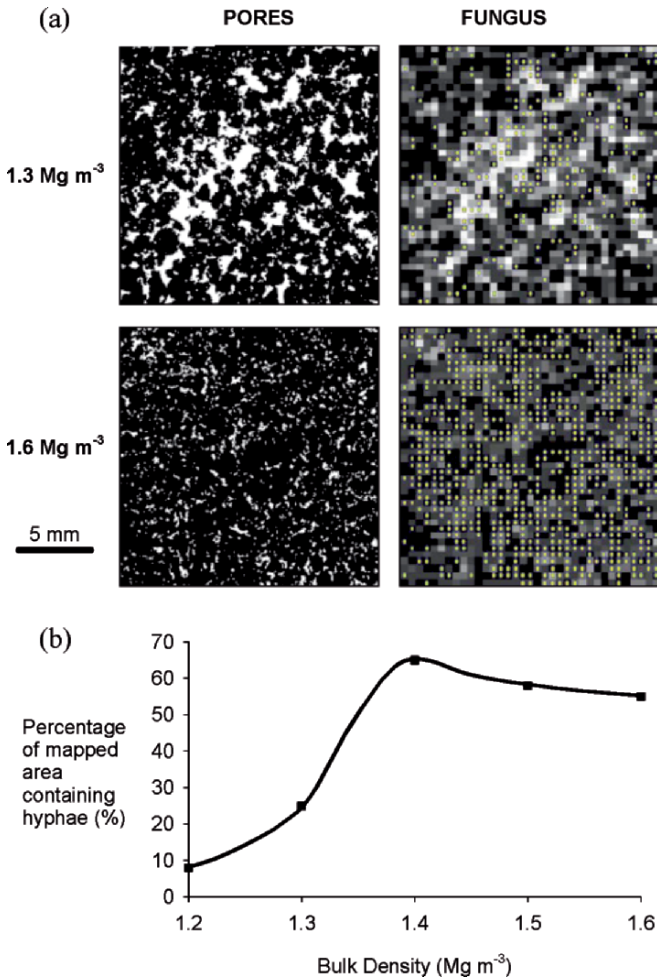 (a)
PORES
FUNGUS
1.3 Mg m⁻³
1.6 Mg m⁻³
5 mm
(b)
70
60
50
40
30
20
10
0
Percentage
of mapped
area
containing
hyphae (%)
1.2
1.3
1.4
1.5
1.6
Bulk Density (Mg m⁻³)